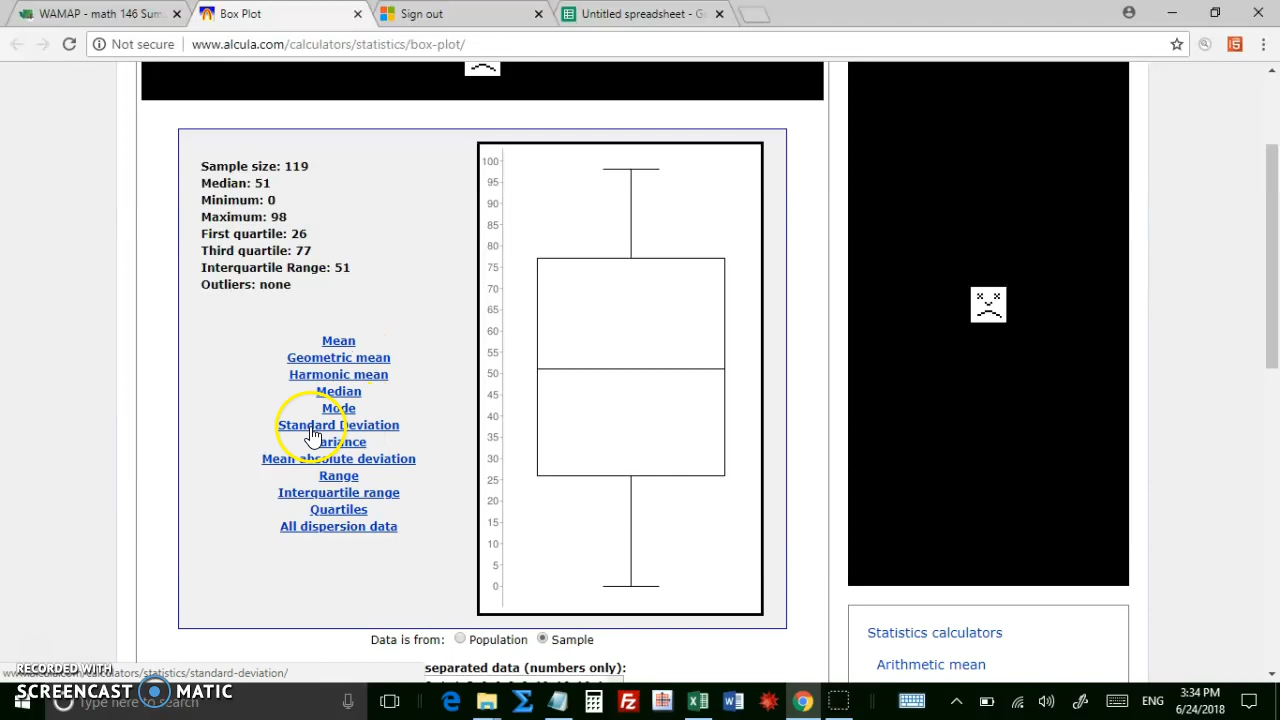 WAMAP - math 146 Sum
Box Plot
Sign out
Untitled spreadsheet - G
Not secure
www.alcula.com/calculators/statistics/box-plot/
Sample size: 119
Median: 51
Minimum: 0
Maximum: 98
First quartile: 26
Third quartile: 77
Interquartile Range: 51
Outliers: none
Mean
Geometric mean
Harmonic mean
Median
Mode
Standard Deviation
Variance
Mean absolute deviation
Range
Interquartile range
Quartiles
All dispersion data
100
95
90
85
80
75
70
65
60
55
50
45
40
35
30
25
20
15
10
5
0
Data is from: Population Sample
separated data (numbers only):
Statistics calculators
Arithmetic mean
www.alcula.com/calculators/statistics/standard-deviation/
RECORDED WITH
SCREENCAST MATIC
Type here to search
ENG
3:34 PM
6/24/2018